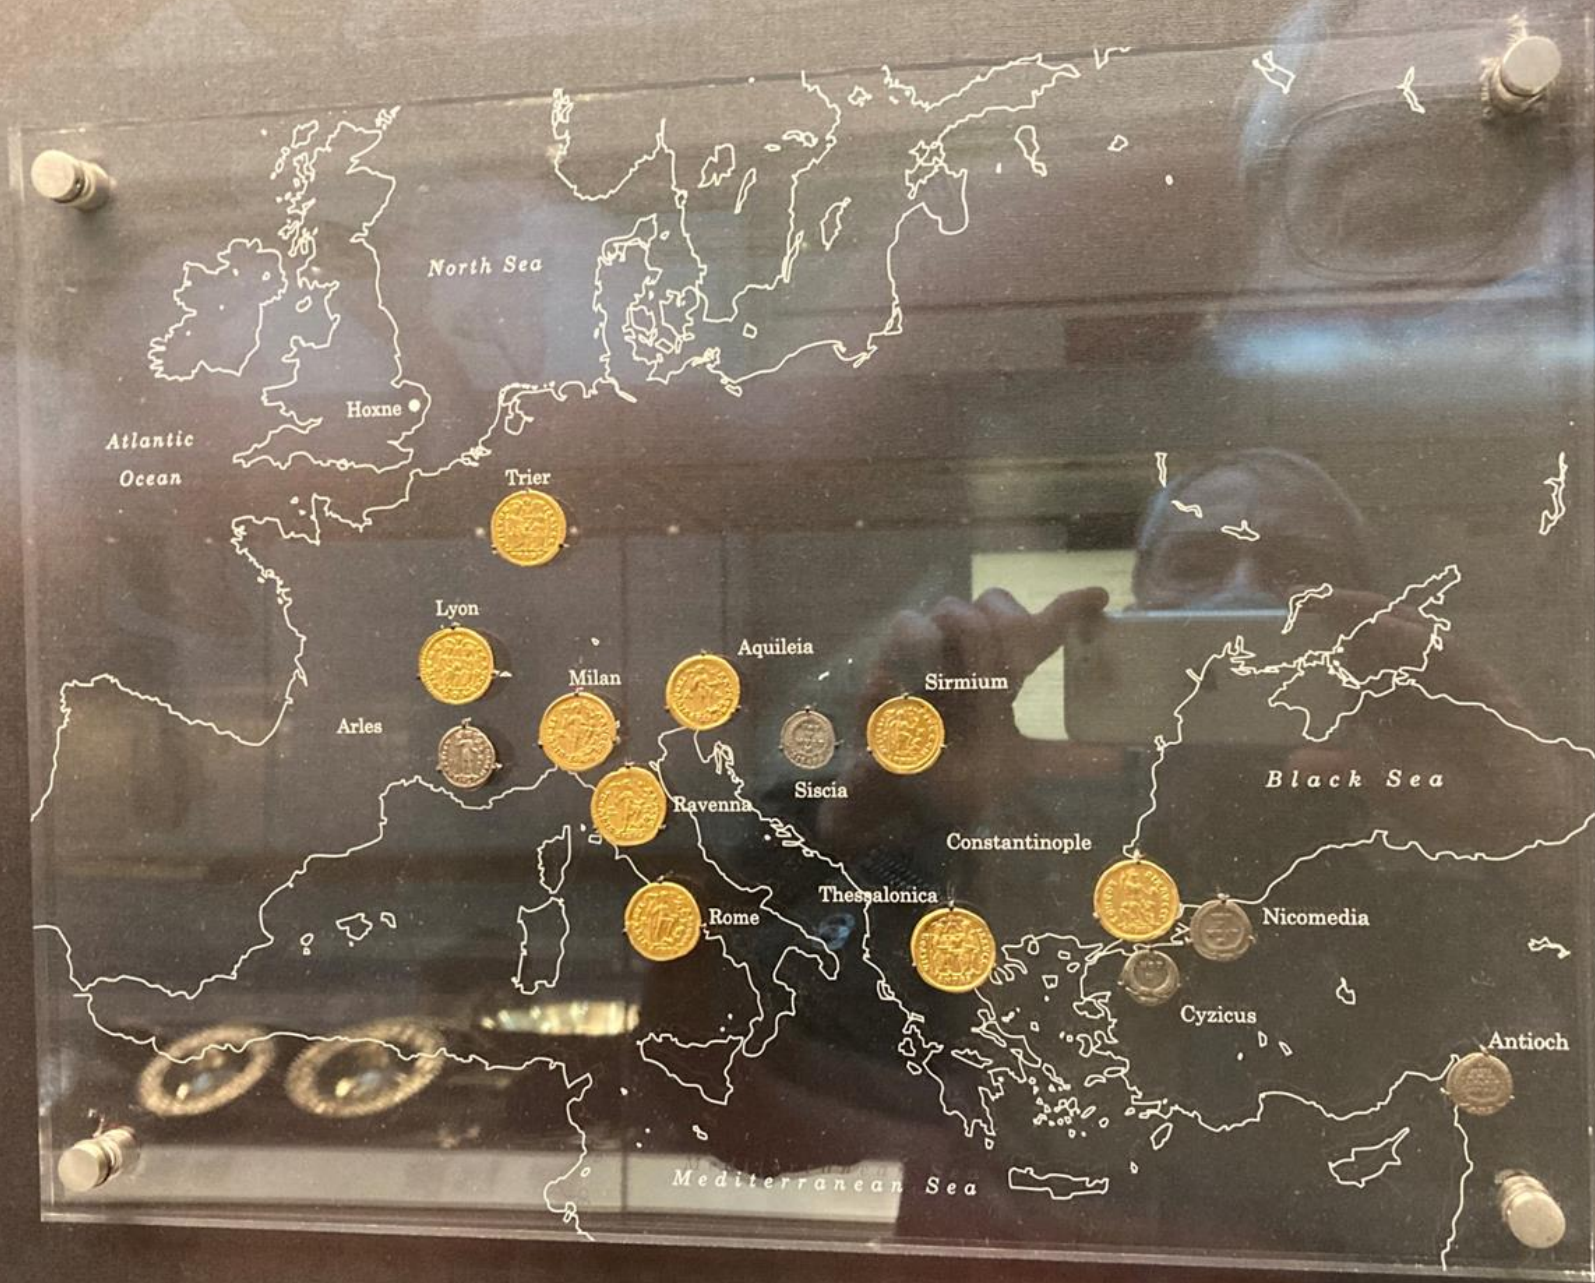 North Sea
Hoxne
Atlantic
Ocean
Trier
Lyon
Aquileia
Milan
Sirmium
Arles
Black Sea
Siscia
Ravenna
Constantinople
Thessalonica
Rome
Nicomedia
Cyzicus
Antioch
Mediterranean Sea